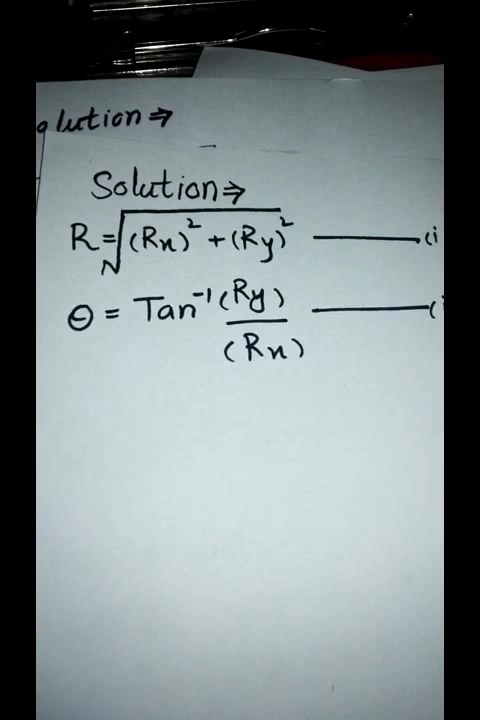 olution ⇒
Solution ⇒
R = √(Rx)² + (Ry)² ——— (i
θ = Tan⁻¹ (Ry)
(Rx)